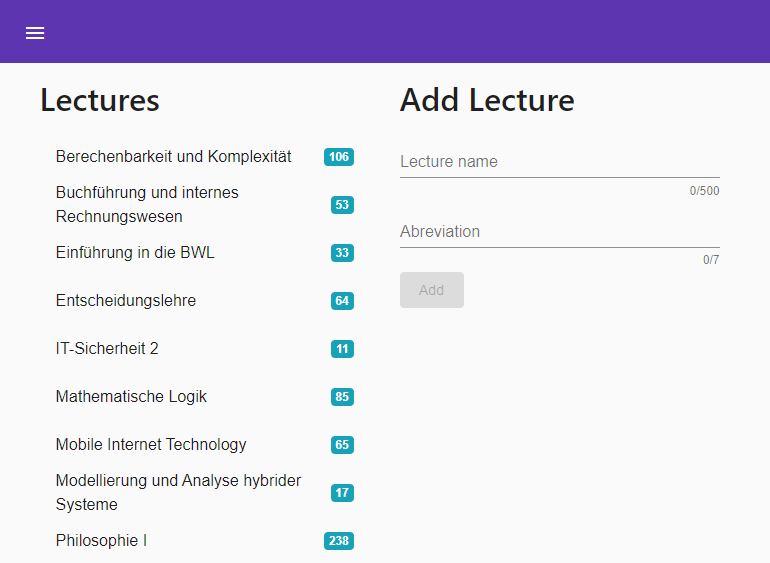 Lectures
Berechenbarkeit und Komplexität 106
Buchführung und internes
Rechnungswesen 53
Einführung in die BWL 33
Entscheidungslehre 64
IT-Sicherheit 2 11
Mathematische Logik 85
Mobile Internet Technology 65
Modellierung und Analyse hybrider
Systeme 17
Philosophie I 238
Add Lecture
Lecture name
0/500
Abreviation
0/7
Add